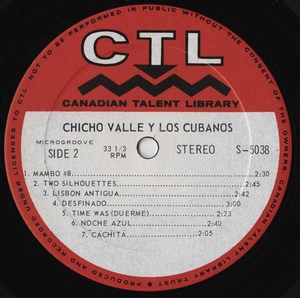 NOT TO BE PERFORMED IN PUBLIC WITHOUT THE CONSENT OF THE OWNERS.
CTL
CANADIAN TALENT LIBRARY
CHICHO VALLE Y LOS CUBANOS
MICROGROOVE
SIDE 2
33 1/3
RPM
STEREO
S-5038
1. MAMBO #8 2:30
2. TWO SILHOUETTES 2:45
3. LISBON ANTIGUA 2:42
4. DESFINADO 3:00
5. TIME WAS (DUERME) 2:23
6. NOCHE AZUL 2:40
7. CACHITA 2:05
PRODUCED AND RECORDED UNDER LICENSES TO CTL.
CANADIAN TALENT LIBRARY TRUST